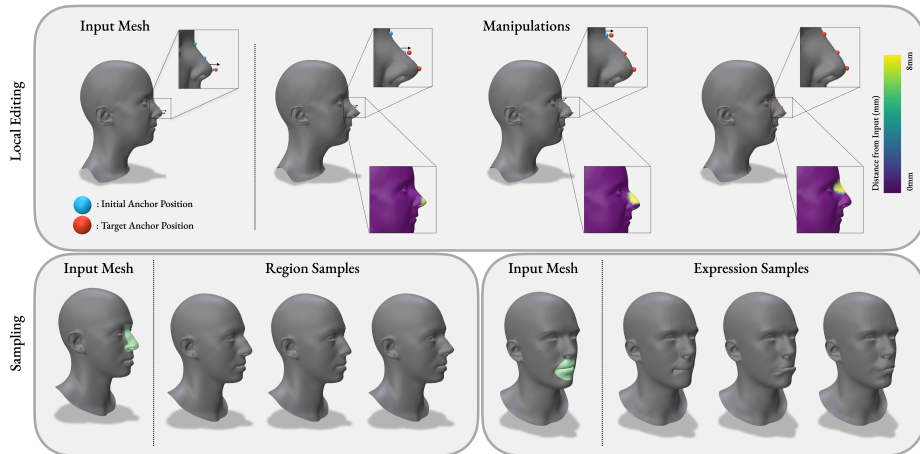 Input Mesh
Manipulations
Local Editing
8mm
Distance from Input (mm)
0mm
: Initial Anchor Position
: Target Anchor Position
Input Mesh
Region Samples
Input Mesh
Expression Samples
Sampling